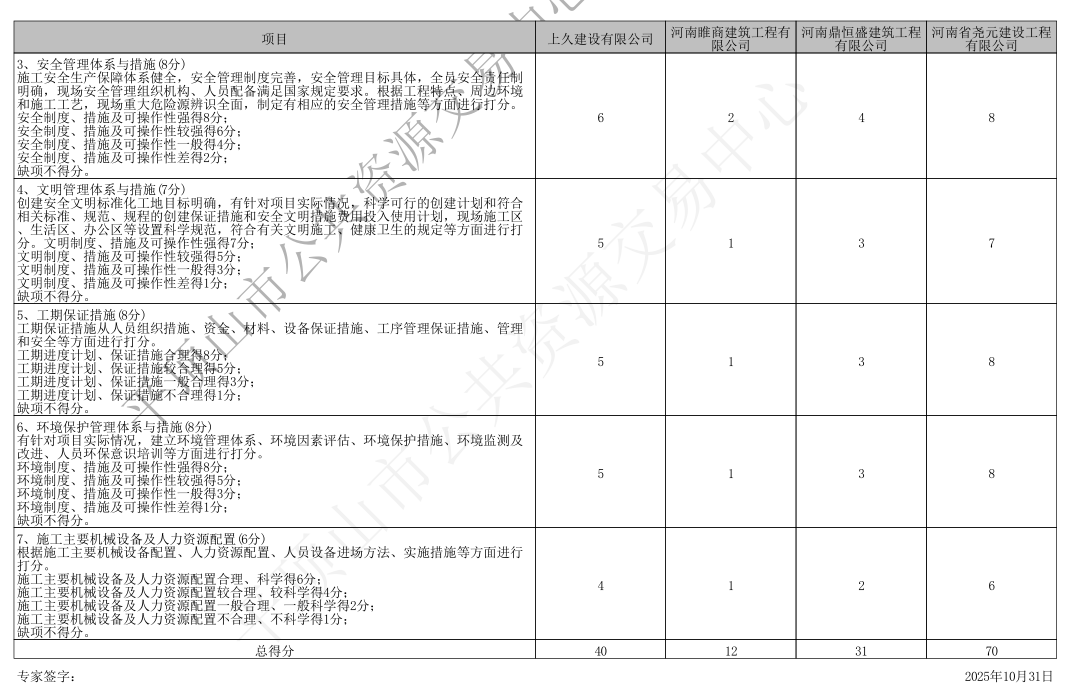 项目
上久建设有限公司
河南睢商建筑工程有
限公司
河南鼎恒盛建筑工程
有限公司
河南省尧元建设工程
有限公司
3、安全管理体系与措施(8分)
施工安全生产保障体系健全，安全管理制度完善，安全管理目标具体，全员安全责任制
明确，现场安全管理组织机构、人员配备满足国家规定要求。根据工程特点、周边环境
和施工工艺，现场重大危险源辨识全面，制定有相应的安全管理措施等方面进行打分。
安全制度、措施及可操作性强得8分；
安全制度、措施及可操作性较强得6分；
安全制度、措施及可操作性一般得4分；
安全制度、措施及可操作性差得2分；
缺项不得分。
6
2
4
8
4、文明管理体系与措施(7分)
创建安全文明标准化工地目标明确，有针对项目实际情况，科学可行的创建计划和符合
相关标准、规范、规程的创建保证措施和安全文明措施费用投入使用计划，现场施工区
、生活区、办公区等设置科学规范，符合有关文明施工、健康卫生的规定等方面进行打
分。文明制度、措施及可操作性强得7分；
文明制度、措施及可操作性较强得5分；
文明制度、措施及可操作性一般得3分；
文明制度、措施及可操作性差得1分；
缺项不得分。
5
1
3
7
5、工期保证措施(8分)
工期保证措施从人员组织措施、资金、材料、设备保证措施、工序管理保证措施、管理
和安全等方面进行打分。
工期进度计划、保证措施合理得8分；
工期进度计划、保证措施较合理得5分；
工期进度计划、保证措施一般合理得3分；
工期进度计划、保证措施不合理得1分；
缺项不得分。
5
1
3
8
6、环境保护管理体系与措施(8分)
有针对项目实际情况，建立环境管理体系、环境因素评估、环境保护措施、环境监测及
改进、人员环保意识培训等方面进行打分。
环境制度、措施及可操作性强得8分；
环境制度、措施及可操作性较强得5分；
环境制度、措施及可操作性一般得3分；
环境制度、措施及可操作性差得1分；
缺项不得分。
5
1
3
8
7、施工主要机械设备及人力资源配置(6分)
根据施工主要机械设备配置、人力资源配置、人员设备进场方法、实施措施等方面进行
打分。
施工主要机械设备及人力资源配置合理、科学得6分；
施工主要机械设备及人力资源配置较合理、较科学得4分；
施工主要机械设备及人力资源配置一般合理、一般科学得2分；
施工主要机械设备及人力资源配置不合理、不科学得1分；
缺项不得分。
4
1
2
6
总得分
40
12
31
70
专家签字：
2025年10月31日
平顶山市公共资源交易中心
平顶山市公共资源交易中心